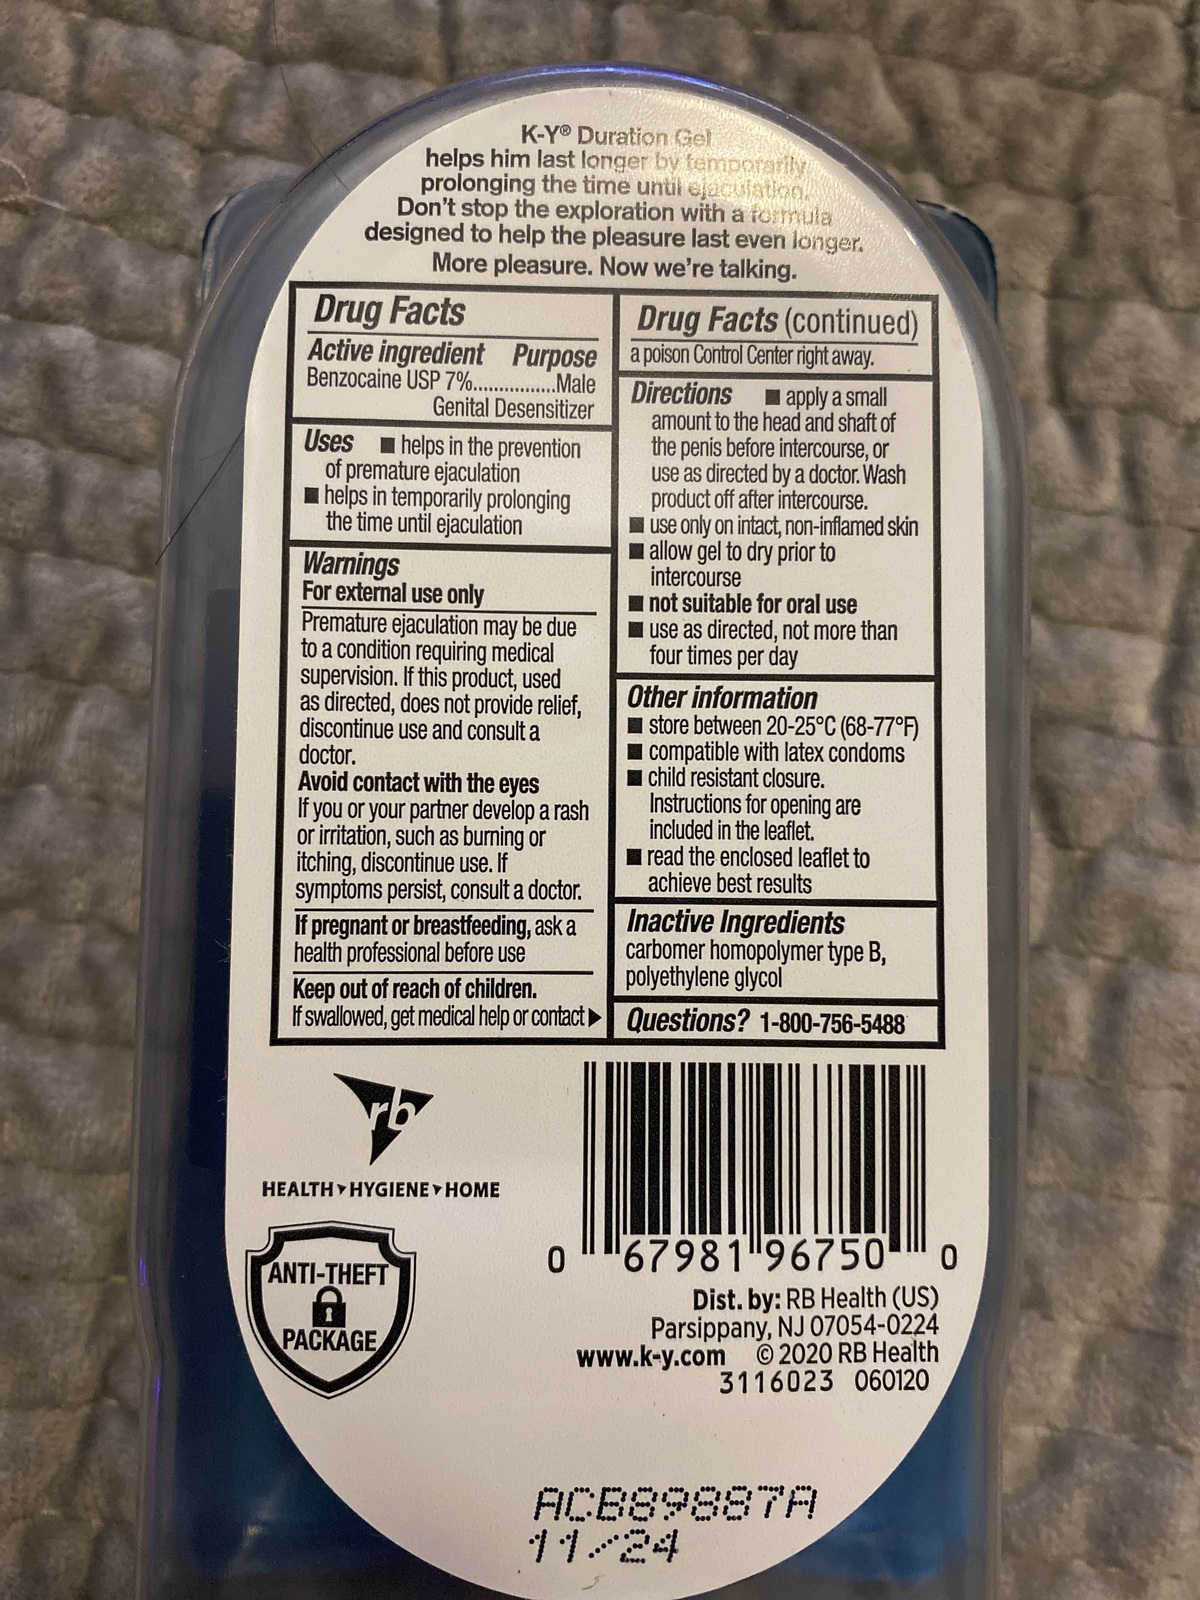 K-Y® Duration Gel
helps him last longer by temporarily
prolonging the time until ejaculation.
Don't stop the exploration with a formula
designed to help the pleasure last even longer.
More pleasure. Now we're talking.
Drug Facts
Active ingredient Purpose
Benzocaine USP 7%................Male
Genital Desensitizer
Uses ■ helps in the prevention
of premature ejaculation
■ helps in temporarily prolonging
the time until ejaculation
Warnings
For external use only
Premature ejaculation may be due
to a condition requiring medical
supervision. If this product, used
as directed, does not provide relief,
discontinue use and consult a
doctor.
Avoid contact with the eyes
If you or your partner develop a rash
or irritation, such as burning or
itching, discontinue use. If
symptoms persist, consult a doctor.
If pregnant or breastfeeding, ask a
health professional before use
Keep out of reach of children.
If swallowed, get medical help or contact ▶
Drug Facts (continued)
a poison Control Center right away.
Directions ■ apply a small
amount to the head and shaft of
the penis before intercourse, or
use as directed by a doctor. Wash
product off after intercourse.
■ use only on intact, non-inflamed skin
■ allow gel to dry prior to
intercourse
■ not suitable for oral use
■ use as directed, not more than
four times per day
Other information
■ store between 20-25°C (68-77°F)
■ compatible with latex condoms
■ child resistant closure.
Instructions for opening are
included in the leaflet.
■ read the enclosed leaflet to
achieve best results
Inactive Ingredients
carbomer homopolymer type B,
polyethylene glycol
Questions? 1-800-756-5488
rb
HEALTH▾HYGIENE▾HOME
ANTI-THEFT
PACKAGE
0 67981 96750 0
Dist. by: RB Health (US)
Parsippany, NJ 07054-0224
www.k-y.com © 2020 RB Health
3116023 060120
ACB89887A
11/24